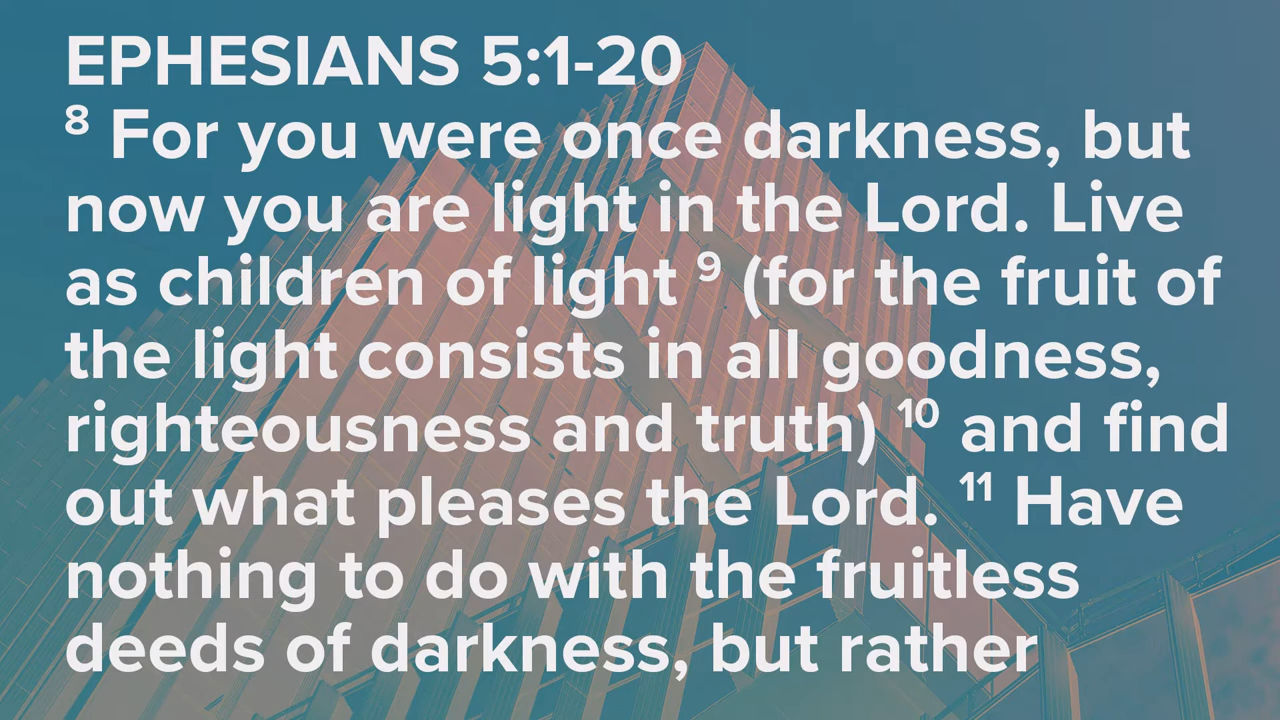 EPHESIANS 5:1-20
⁸ For you were once darkness, but
now you are light in the Lord. Live
as children of light ⁹ (for the fruit of
the light consists in all goodness,
righteousness and truth) ¹⁰ and find
out what pleases the Lord. ¹¹ Have
nothing to do with the fruitless
deeds of darkness, but rather